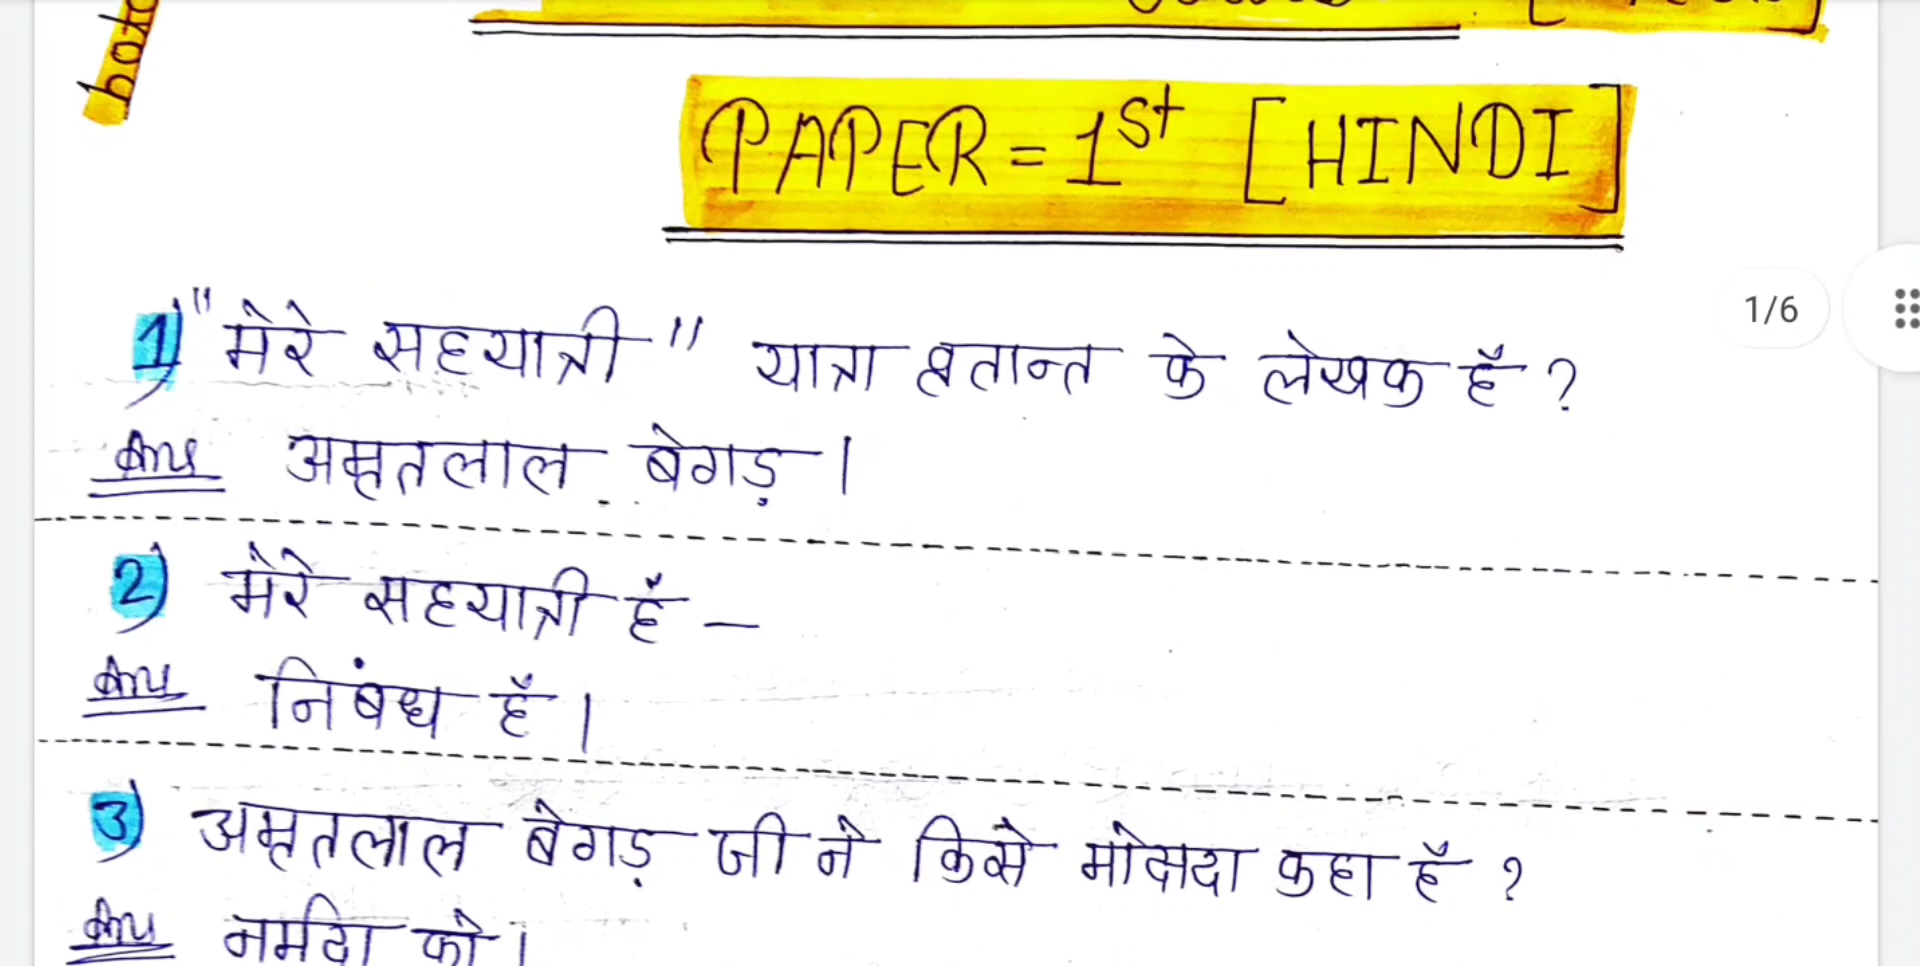 PAPER = 1st [HINDI]
1/6
1) "मेरे सहयात्री" यात्रा वृतान्त के लेखक हैं ?
Ans अमृतलाल बेगड़ ।
2) मेरे सहयात्री हैं –
Ans निबंध हैं ।
3) अमृतलाल बेगड़ जी ने किसे मोक्षदा कहा हैं ?
Ans नर्मदा को ।